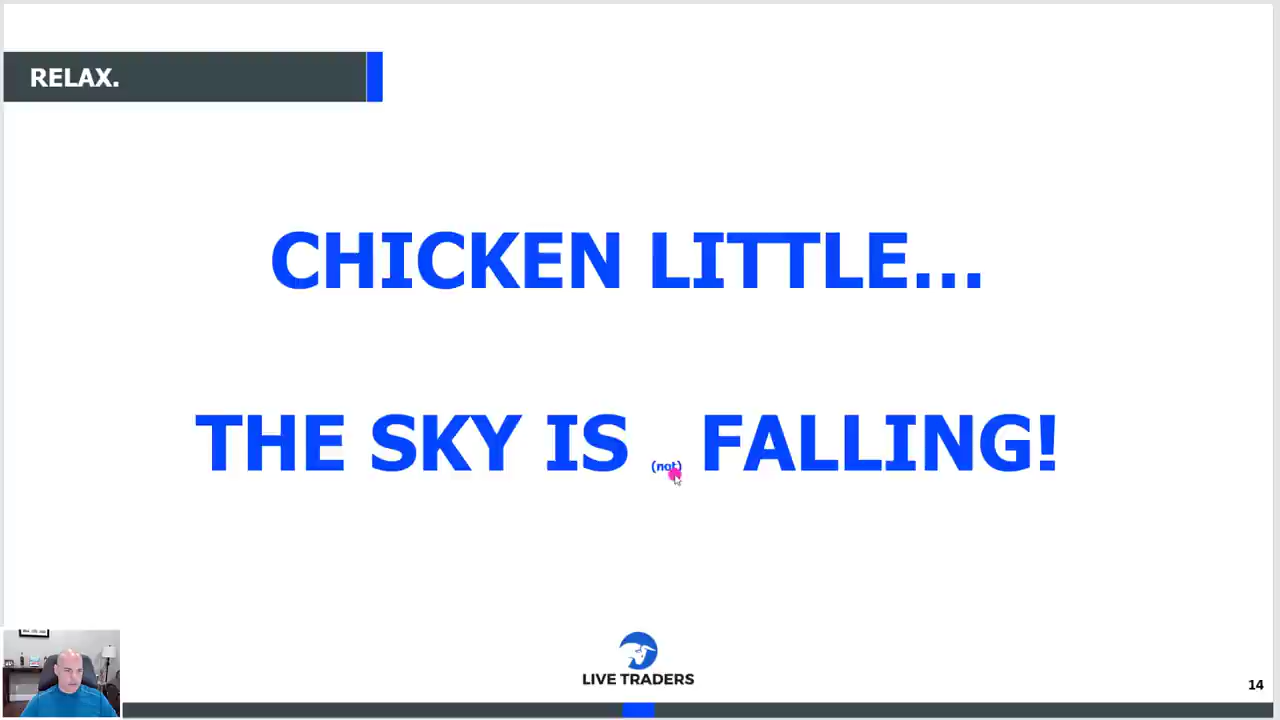 RELAX.
CHICKEN LITTLE...
THE SKY IS (not) FALLING!
LIVE TRADERS
14